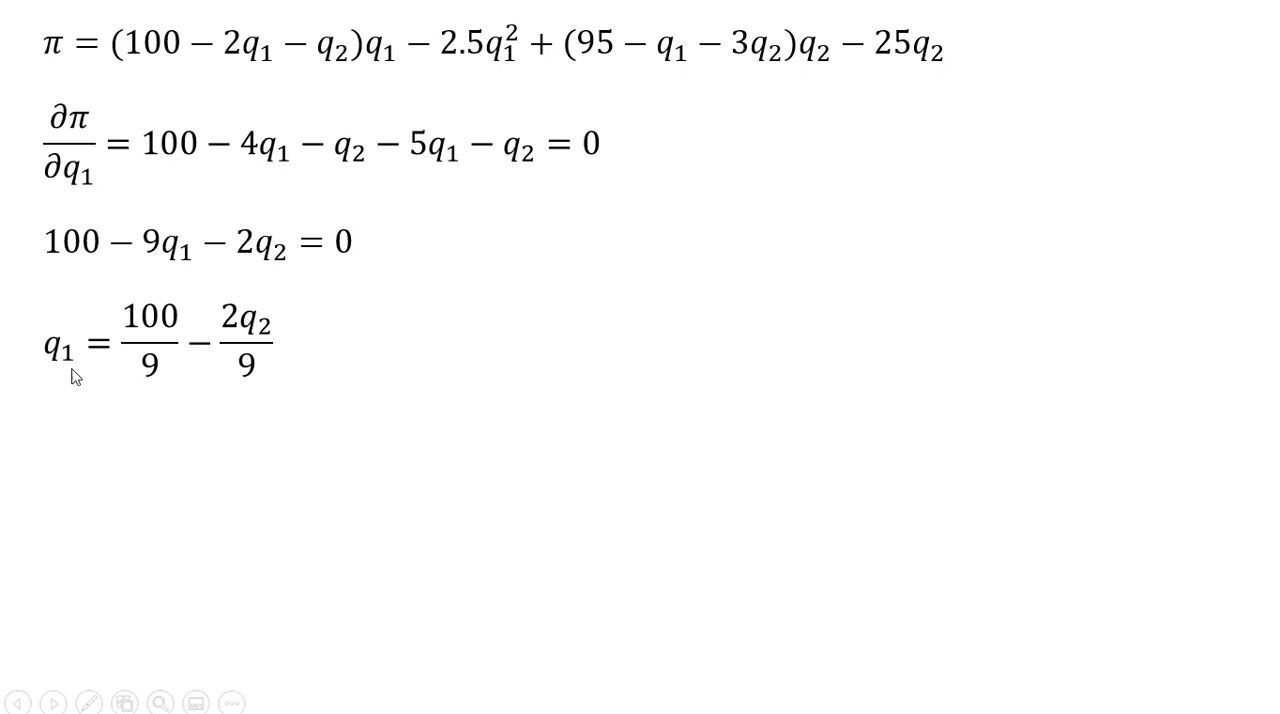 π = (100 − 2q₁ − q₂)q₁ − 2.5q₁² + (95 − q₁ − 3q₂)q₂ − 25q₂
∂π/∂q₁ = 100 − 4q₁ − q₂ − 5q₁ − q₂ = 0
100 − 9q₁ − 2q₂ = 0
q₁ = 100/9 − 2q₂/9